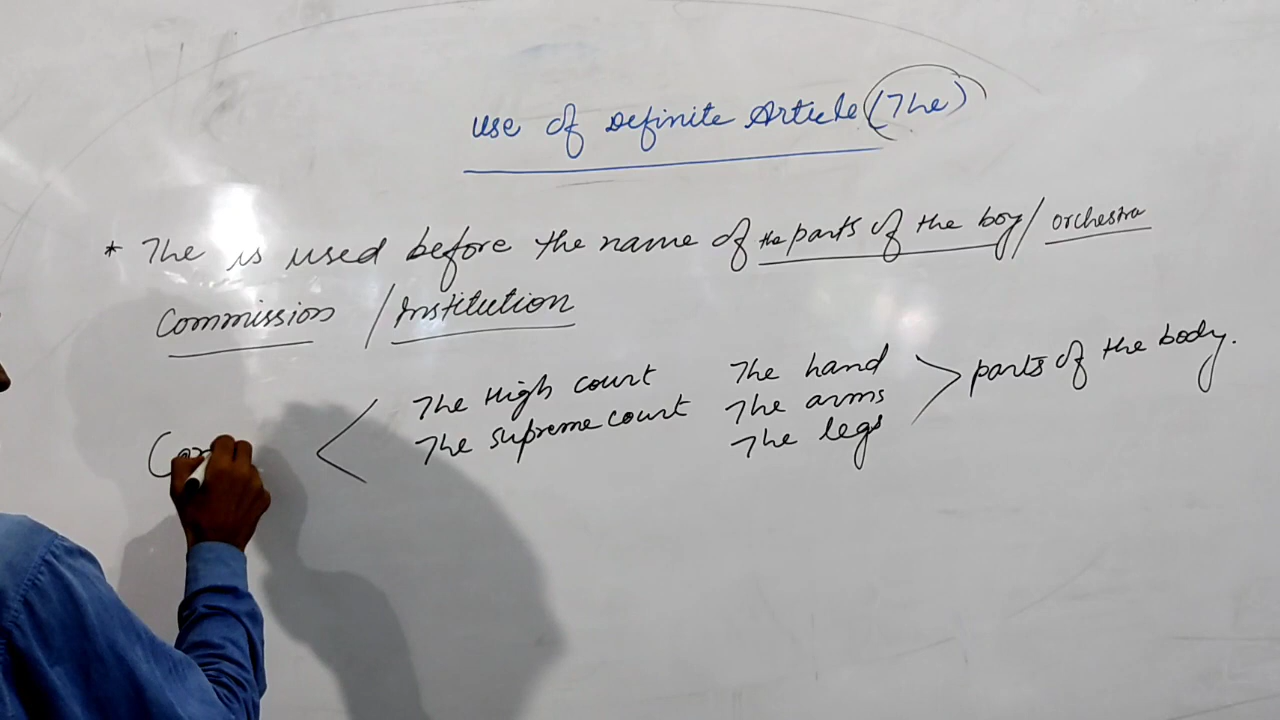 use of Definite Article (The)
* The is used before the name of the parts of the boy / orchestra
Commission / Institution
The High court The hand
The supreme court The arms parts of the body.
The legs